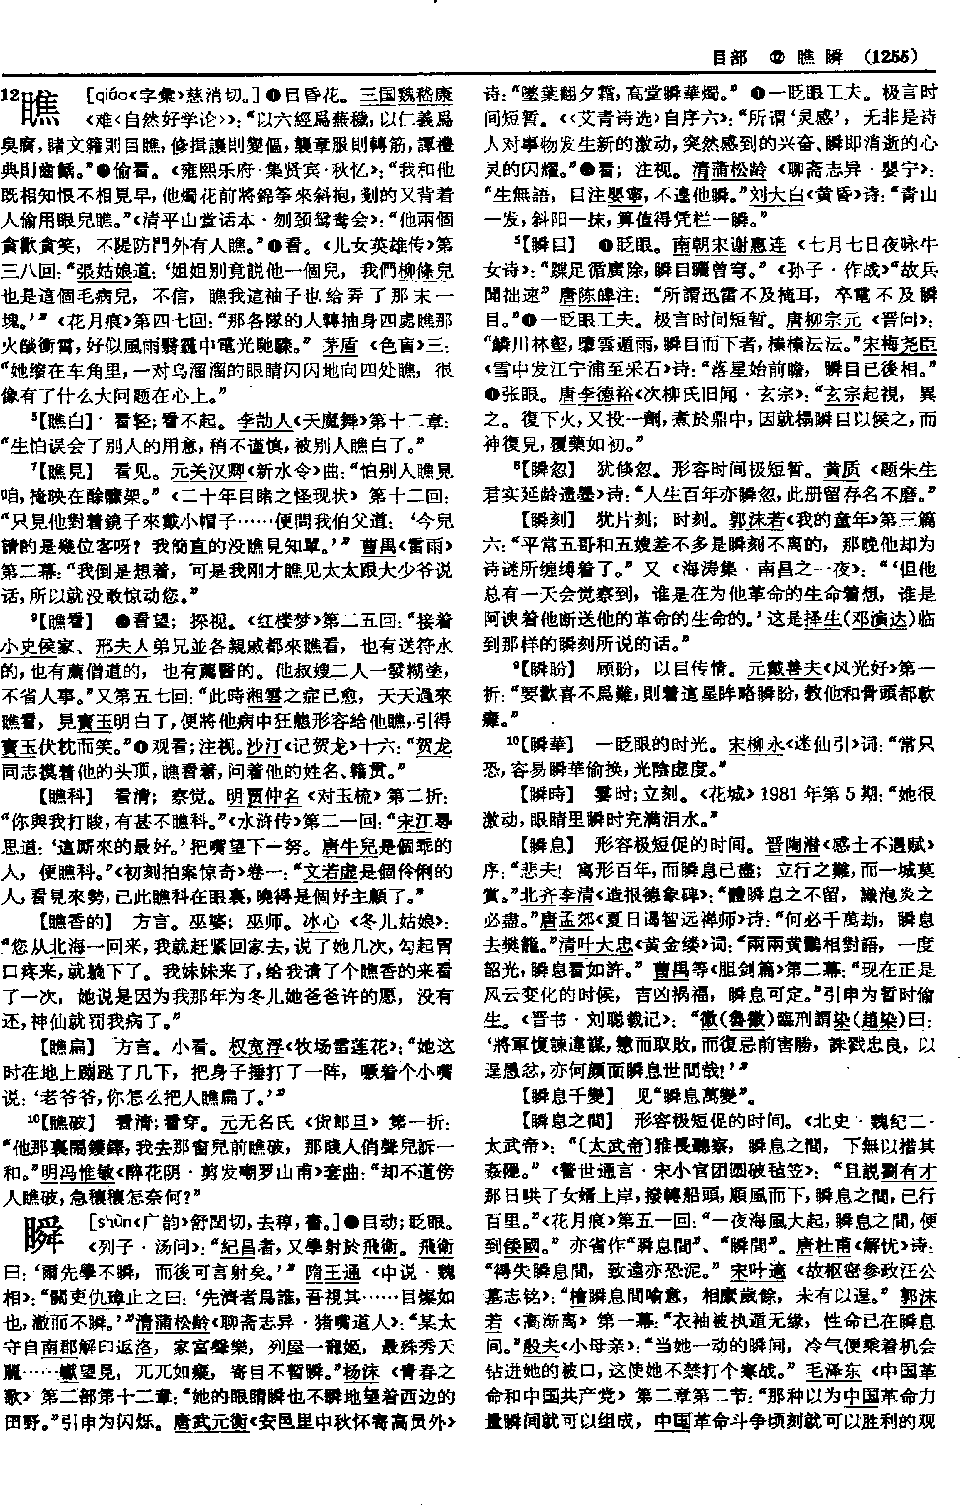 目部 ⑫ 瞧 瞬 (1255)
12瞧 [qiáo《字彙》慈消切。]❶目昏花。三国魏嵇康
《难〈自然好学论〉》:“以六經爲蕪穢,以仁義爲
臭腐,睹文籍則目瞧,修揖讓則變傴,襲章服則轉筋,譚禮
典則齒齲。”❷偷看。《雍熙乐府·集贤宾·秋忆》:“我和他
既相知恨不相見早,他燭花前將錦筝來斜抱,剗的又背着
人偷用眼兒瞧。”《清平山堂话本·刎颈鸳鸯会》:“他兩個
貪歡貪笑,不隄防門外有人瞧。”❸看。《儿女英雄传》第
三八回:“張姑娘道:‘姐姐别竟説他一個兒,我們柳條兒
也是這個毛病兒,不信,瞧我這袖子也给弄了那末一
塊。’”《花月痕》第四七回:“那各隊的人轉抽身四處瞧那
火燄衝霄,好似風雨翳霾中電光馳驟。”茅盾《色盲》三:
“她缩在车角里,一对乌溜溜的眼睛闪闪地向四处瞧,很
像有了什么大问题在心上。”
5【瞧白】 看轻;看不起。李劼人《天魔舞》第十二章:
“生怕误会了别人的用意,稍不谨慎,被别人瞧白了。”
7【瞧見】 看见。元关汉卿《新水令》曲:“怕别人瞧見
咱,掩映在酴醿架。”《二十年目睹之怪现状》第十二回:
“只見他對着鏡子來戴小帽子……便問我伯父道:‘今兒
請的是幾位客呀?我簡直的没瞧見知單。’”曹禺《雷雨》
第二幕:“我倒是想着,可是我刚才瞧见太太跟大少爷说
话,所以就没敢惊动您。”
9【瞧看】 ❶看望;探视。《红楼梦》第二五回:“接着
小史侯家、邢夫人弟兄並各親戚都來瞧看,也有送符水
的,也有薦僧道的,也有薦醫的。他叔嫂二人一發糊塗,
不省人事。”又第五七回:“此時湘雲之症已愈,天天過來
瞧看,見寶玉明白了,便將他病中狂態形容给他瞧,引得
寶玉伏枕而笑。”❷观看;注视。沙汀《记贺龙》十六:“贺龙
同志摸着他的头顶,瞧看着,问着他的姓名、籍贯。”
【瞧科】 看清;察觉。明贾仲名《对玉梳》第二折:
“你與我打睃,有甚不瞧科。”《水浒传》第二一回:“宋江尋
思道:‘這厮來的最好。’把嘴望下一努。唐牛兒是個乖的
人,便瞧科。”《初刻拍案惊奇》卷一:“文若虚是個伶俐的
人,看見來勢,己此瞧科在眼裏,曉得是個好主顧了。”
【瞧香的】 方言。巫婆;巫师。冰心《冬儿姑娘》:
“您从北海一回来,我就赶紧回家去,说了她几次,勾起胃
口疼来,就躺下了。我妹妹来了,给我请了个瞧香的来看
了一次,她说是因为我那年为冬儿她爸爸许的愿,没有
还,神仙就罚我病了。”
【瞧扁】 方言。小看。权宽浮《牧场雪莲花》:“她这
时在地上蹦跶了几下,把身子捶打了一阵,噘着个小嘴
说:‘老爷爷,你怎么把人瞧扁了。’”
10【瞧破】 看清;看穿。元无名氏《货郎旦》第一折:
“他那裏鬧鑊鐸,我去那窗兒前瞧破,那賤人俏聲兒訴一
和。”明冯惟敏《醉花阴·剪发嘲罗山甫》套曲:“却不道傍
人瞧破,急穰穰怎奈何?”
瞬 [shùn《广韵》舒閏切,去稕,書。]❶目动;眨眼。
《列子·汤问》:“紀昌者,又學射於飛衛。飛衛
曰:‘爾先學不瞬,而後可言射矣。’”隋王通《中说·魏
相》:“關吏仇璋止之曰:‘先濟者爲誰,吾視其……目燦如
也,澈而不瞬。’”清蒲松龄《聊斋志异·猪嘴道人》:“某太
守自南郡解印返洛,家富聲樂,列屋一寵姬,最殊秀天
麗……巘望見,兀兀如癡,寄目不暫瞬。”杨沫《青春之
歌》第二部第十二章:“她的眼睛瞬也不瞬地望着西边的
田野。”引申为闪烁。唐武元衡《安邑里中秋怀寄高员外》
诗:“墜葉翻夕霜,高堂瞬華燭。”❷一眨眼工夫。极言时
间短暂。《〈艾青诗选〉自序六》:“所谓‘灵感’,无非是诗
人对事物发生新的激动,突然感到的兴奋、瞬即消逝的心
灵的闪耀。”❸看;注视。清蒲松龄《聊斋志异·婴宁》:
“生無語,目注嬰寧,不遑他瞬。”刘大白《黄昏》诗:“青山
一发,斜阳一抹,算值得凭栏一瞬。”
5【瞬目】 ❶眨眼。南朝宋谢惠连《七月七日夜咏牛
女诗》:“蹀足循廣除,瞬目矖曾穹。”《孙子·作战》“故兵
聞拙速”唐陈皞注:“所謂迅雷不及掩耳,卒電不及瞬
目。”❷一眨眼工夫。极言时间短暂。唐柳宗元《晋问》:
“鱗川林壑,隳雲遁雨,瞬目而下者,榛榛沄沄。”宋梅尧臣
《雪中发江宁浦至采石》诗:“落星始前瞻,瞬目已後相。”
❸张眼。唐李德裕《次柳氏旧闻·玄宗》:“玄宗起視,異
之。復下火,又投一劑,煮於鼎中,因就榻瞬目以候之,而
神復見,覆藥如初。”
8【瞬忽】 犹倏忽。形容时间极短暂。黄质《题朱生
君实延龄遗墨》诗:“人生百年亦瞬忽,此册留存名不磨。”
【瞬刻】 犹片刻;时刻。郭沫若《我的童年》第三篇
六:“平常五哥和五嫂差不多是瞬刻不离的,那晚他却为
诗谜所缠缚着了。”又《海涛集·南昌之一夜》:“‘但他
总有一天会觉察到,谁是在为他革命的生命着想,谁是
阿谀着他断送他的革命的生命的。’这是择生(邓演达)临
到那样的瞬刻所说的话。”
9【瞬盼】 顾盼,以目传情。元戴善夫《风光好》第一
折:“要歡喜不爲難,則着這星眸略瞬盼,教他和骨頭都軟
癱。”
10【瞬華】 一眨眼的时光。宋柳永《迷仙引》词:“常只
恐,容易瞬華偷换,光陰虚度。”
【瞬時】 霎时;立刻。《花城》1981年第5期:“她很
激动,眼睛里瞬时充满泪水。”
【瞬息】 形容极短促的时间。晋陶潜《感士不遇赋》
序:“悲夫!寓形百年,而瞬息已盡;立行之難,而一城莫
賞。”北齐李清《造报德象碑》:“體瞬息之不留,識泡炎之
必盡。”唐孟郊《夏日谒智远禅师》诗:“何必千萬劫,瞬息
去樊籠。”清叶大忠《黄金缕》词:“兩兩黄鸝相對語,一度
韶光,瞬息看如許。”曹禺等《胆剑篇》第二幕:“现在正是
风云变化的时候,吉凶祸福,瞬息可定。”引申为暂时偷
生。《晋书·刘聪载记》:“徽(魯徽)臨刑謂染(趙染)曰:
‘將軍愎諫違謀,戇而取敗,而復忌前害勝,誅戮忠良,以
逞愚忿,亦何顔面瞬息世間哉!’”
【瞬息千變】 见“瞬息萬變”。
【瞬息之間】 形容极短促的时间。《北史·魏纪二·
太武帝》:“〔太武帝〕雅長聽察,瞬息之間,下無以措其
姦隱。”《警世通言·宋小官团圆破毡笠》:“且説劉有才
那日哄了女婿上岸,撥轉船頭,順風而下,瞬息之間,已行
百里。”《花月痕》第五一回:“一夜海風大起,瞬息之間,便
到倭國。”亦省作“瞬息間”、“瞬間”。唐杜甫《解忧》诗:
“得失瞬息間,致遠亦恐泥。”宋叶適《故枢密参政汪公
墓志铭》:“檜瞬息間喻意,相縻歲餘,未有以逞。”郭沫
若《高渐离》第一幕:“衣袖被执遁无缘,性命已在瞬息
间。”殷夫《小母亲》:“当她一动的瞬间,冷气便乘着机会
钻进她的被口,这使她不禁打个寒战。”毛泽东《中国革
命和中国共产党》第二章第二节:“那种以为中国革命力
量瞬间就可以组成,中国革命斗争顷刻就可以胜利的观